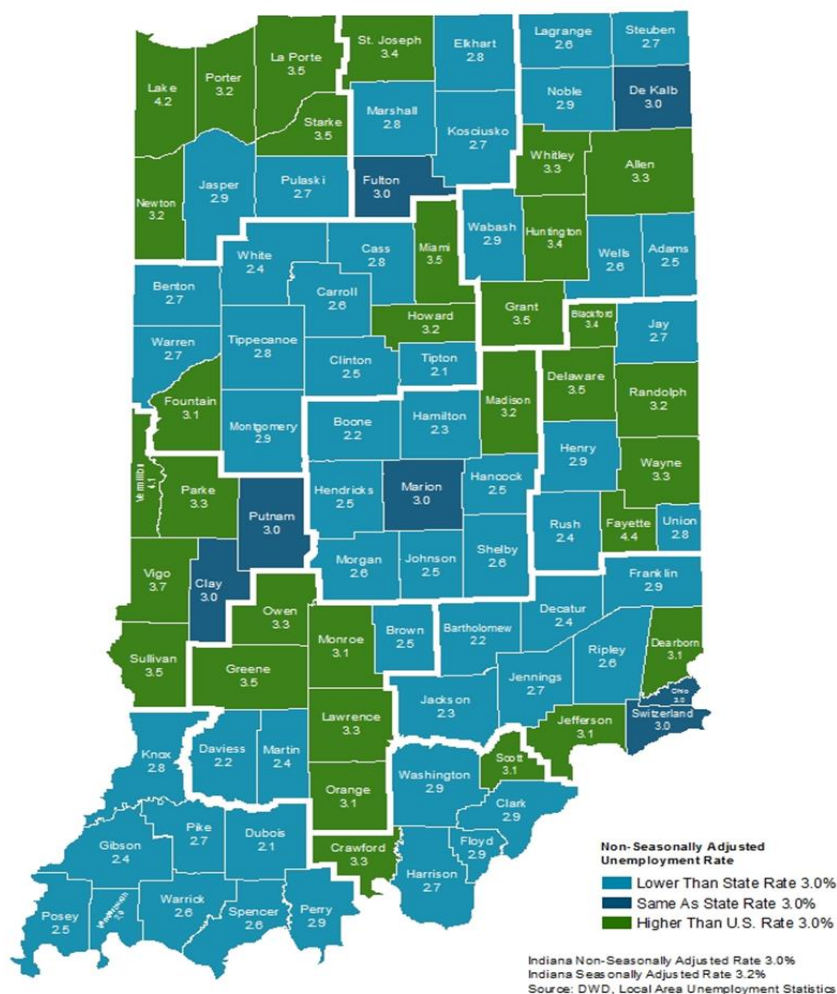 St. Joseph
3.4
Elkhart
2.8
Lagrange
2.6
Steuben
2.7
La Porte
3.5
Lake
4.2
Porter
3.2
Noble
2.9
De Kalb
3.0
Marshall
2.8
Kosciusko
2.7
Starke
3.5
Whitley
3.3
Allen
3.3
Newton
3.2
Jasper
2.9
Pulaski
2.7
Fulton
3.0
Wabash
2.9
Huntington
3.4
Miami
3.5
Wells
2.6
Adams
2.5
White
2.4
Cass
2.8
Benton
2.7
Carroll
2.6
Grant
3.5
Howard
3.2
Blackford
3.4
Jay
2.7
Warren
2.7
Tippecanoe
2.8
Clinton
2.5
Tipton
2.1
Delaware
3.5
Randolph
3.2
Fountain
3.1
Madison
3.2
Montgomery
2.9
Boone
2.2
Hamilton
2.3
Henry
2.9
Wayne
3.3
Vermillion
4.1
Parke
3.3
Putnam
3.0
Hendricks
2.5
Marion
3.0
Hancock
2.5
Rush
2.4
Fayette
4.4
Union
2.8
Vigo
3.7
Clay
3.0
Morgan
2.6
Johnson
2.5
Shelby
2.6
Franklin
2.9
Owen
3.3
Monroe
3.1
Brown
2.5
Bartholomew
2.2
Decatur
2.4
Ripley
2.6
Dearborn
3.1
Sullivan
3.5
Greene
3.5
Jennings
2.7
Ohio
3.0
Jackson
2.3
Switzerland
3.0
Jefferson
3.1
Lawrence
3.3
Knox
2.8
Daviess
2.2
Martin
2.4
Washington
2.9
Scott
3.1
Orange
3.1
Clark
2.9
Pike
2.7
Dubois
2.1
Gibson
2.4
Crawford
3.3
Floyd
2.9
Harrison
2.7
Posey
2.5
Warrick
2.6
Spencer
2.6
Perry
2.9
Non-Seasonally Adjusted
Unemployment Rate
Lower Than State Rate 3.0%
Same As State Rate 3.0%
Higher Than U.S. Rate 3.0%
Indiana Non-Seasonally Adjusted Rate 3.0%
Indiana Seasonally Adjusted Rate 3.2%
Source: DWD, Local Area Unemployment Statistics